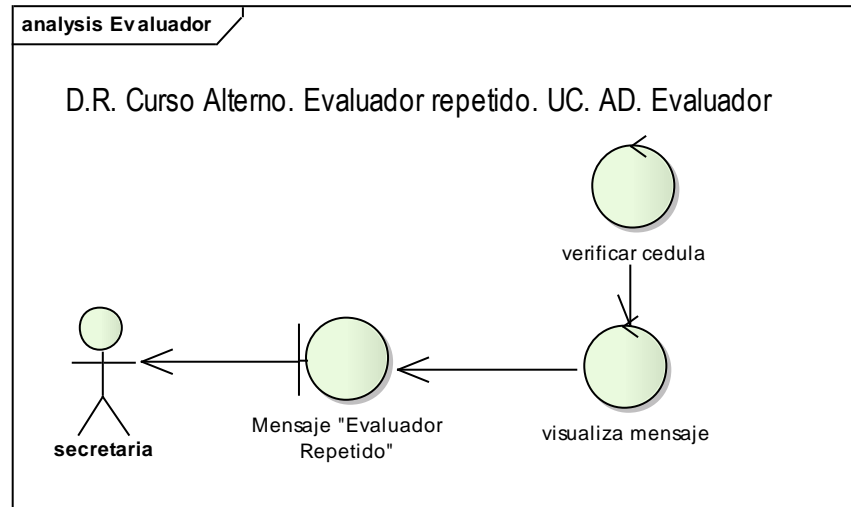 analysis Evaluador
D.R. Curso Alterno. Evaluador repetido. UC. AD. Evaluador
verificar cedula
secretaria
Mensaje "Evaluador
Repetido"
visualiza mensaje